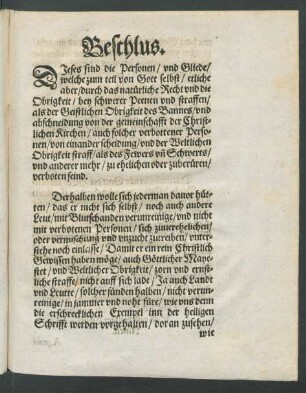 Beschlus.
DJeses sind die Personen / vnd Gliede /
welche zum teil von Gott selbst / etliche
aber / durch das natürliche Recht vnd die
Obrigkeit / bey schwerer Poenen vnd straffen /
als der Geistlichen Obrigkeit des Bannes / vnd
abschneidung von der gemeinschafft der Christ-
lichen Kirchen / auch solcher verbottener Perso-
nen / von einander scheidung / vnd der Weltlichen
Obrigkeit straff / als des Fewers vñ Schwerts /
vnd anderer mehr / zu ehelichen oder zuberüren /
verboten seind.
Derhalben wolle sich jederman dauor hüt-
ten / das er nicht sich selbst / noch auch andere
Leut / mit Blutschanden verunreinige / vnd nicht
mit verbotenen Personen / sich zuuerehelichen /
oder vermischung vnd vnzucht zutreiben / vnter-
stehe noch einlasse / Damit er ein rein Christlich
Gewissen haben möge / auch Göttlicher Maye-
stet / vnd Weltlicher Obrigkeit / zorn vnd ernst-
liche straffe / nicht auff sich lade / Ja auch Landt
vnd Leutte / solcher sünden halben / nicht verun-
reinige / in jammer vnd nohe füre / wie vns denn
die erschrecklichen Exempel inn der heiligen
Schrifft werden vorgehalten / dor an zusehen /
wie